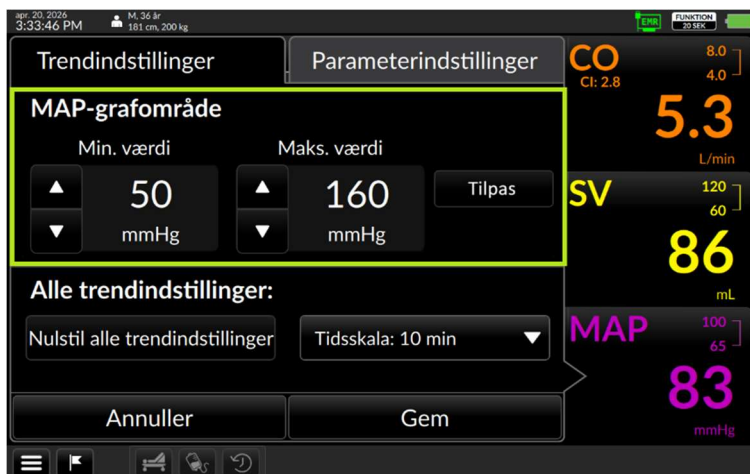 apr. 20, 2026
3:33:46 PM
M, 36 år
181 cm, 200 kg
EMR
FUNKTION
20 SEK
Trendindstillinger
Parameterindstillinger
MAP-grafområde
Min. værdi
Maks. værdi
50
mmHg
160
mmHg
Tilpas
Alle trendindstillinger:
Nulstil alle trendindstillinger
Tidsskala: 10 min
Annuller
Gem
CO
CI: 2.8
8.0
4.0
5.3
L/min
SV
120
60
86
mL
MAP
100
65
83
mmHg